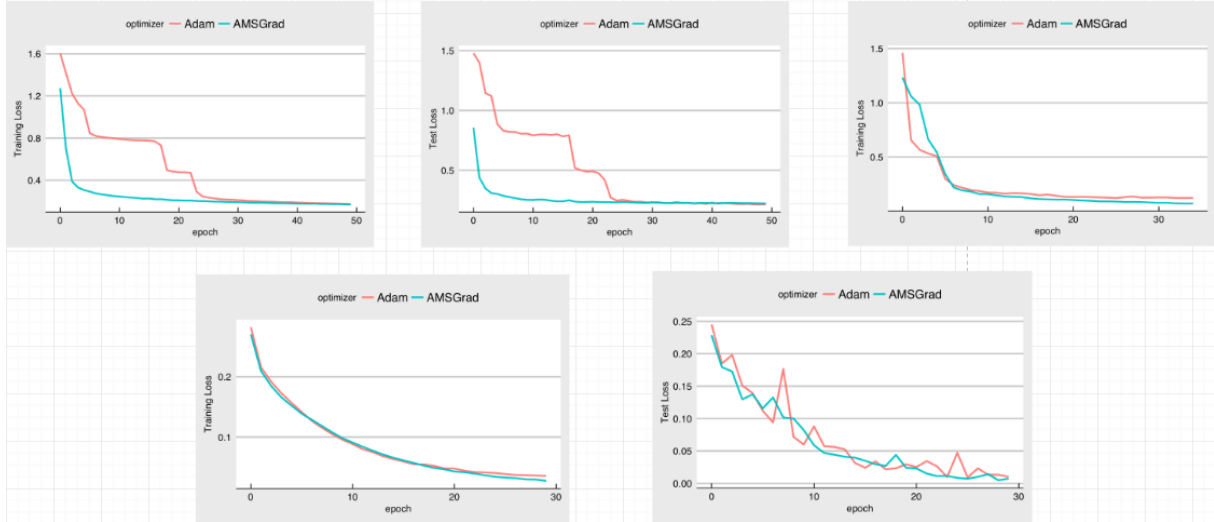 optimizer Adam AMSGrad
Training Loss
1.6
1.2
0.8
0.4
0 10 20 30 40 50
epoch
optimizer Adam AMSGrad
Test Loss
1.5
1.0
0.5
0 10 20 30 40 50
epoch
optimizer Adam AMSGrad
Training Loss
1.5
1.0
0.5
0 10 20 30
epoch
optimizer Adam AMSGrad
Training Loss
0.2
0.1
0 10 20 30
epoch
optimizer Adam AMSGrad
Test Loss
0.25
0.20
0.15
0.10
0.05
0.00
0 10 20 30
epoch